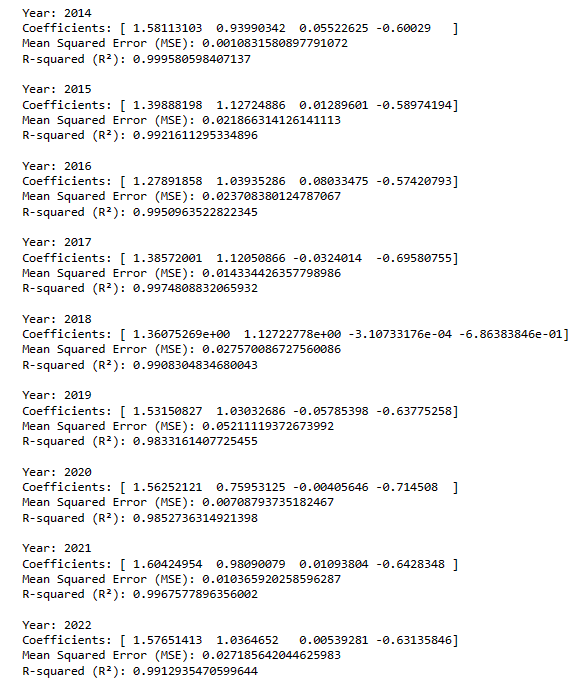 Year: 2014
Coefficients: [ 1.58113103  0.93990342  0.05522625 -0.60029   ]
Mean Squared Error (MSE): 0.0010831580897791072
R-squared (R²): 0.999580598407137
Year: 2015
Coefficients: [ 1.39888198  1.12724886  0.01289601 -0.58974194]
Mean Squared Error (MSE): 0.021866314126141113
R-squared (R²): 0.9921611295334896
Year: 2016
Coefficients: [ 1.27891858  1.03935286  0.08033475 -0.57420793]
Mean Squared Error (MSE): 0.023708380124787067
R-squared (R²): 0.9950963522822345
Year: 2017
Coefficients: [ 1.38572001  1.12050866 -0.0324014  -0.69580755]
Mean Squared Error (MSE): 0.014334426357798986
R-squared (R²): 0.9974808832065932
Year: 2018
Coefficients: [ 1.36075269e+00  1.12722778e+00 -3.10733176e-04 -6.86383846e-01]
Mean Squared Error (MSE): 0.027570086727560086
R-squared (R²): 0.9908304834680043
Year: 2019
Coefficients: [ 1.53150827  1.03032686 -0.05785398 -0.63775258]
Mean Squared Error (MSE): 0.05211119372673992
R-squared (R²): 0.9833161407725455
Year: 2020
Coefficients: [ 1.56252121  0.75953125 -0.00405646 -0.714508  ]
Mean Squared Error (MSE): 0.00708793735182467
R-squared (R²): 0.9852736314921398
Year: 2021
Coefficients: [ 1.60424954  0.98090079  0.01093804 -0.6428348 ]
Mean Squared Error (MSE): 0.010365920258596287
R-squared (R²): 0.9967577896356002
Year: 2022
Coefficients: [ 1.57651413  1.0364652   0.00539281 -0.63135846]
Mean Squared Error (MSE): 0.027185642044625983
R-squared (R²): 0.9912935470599644